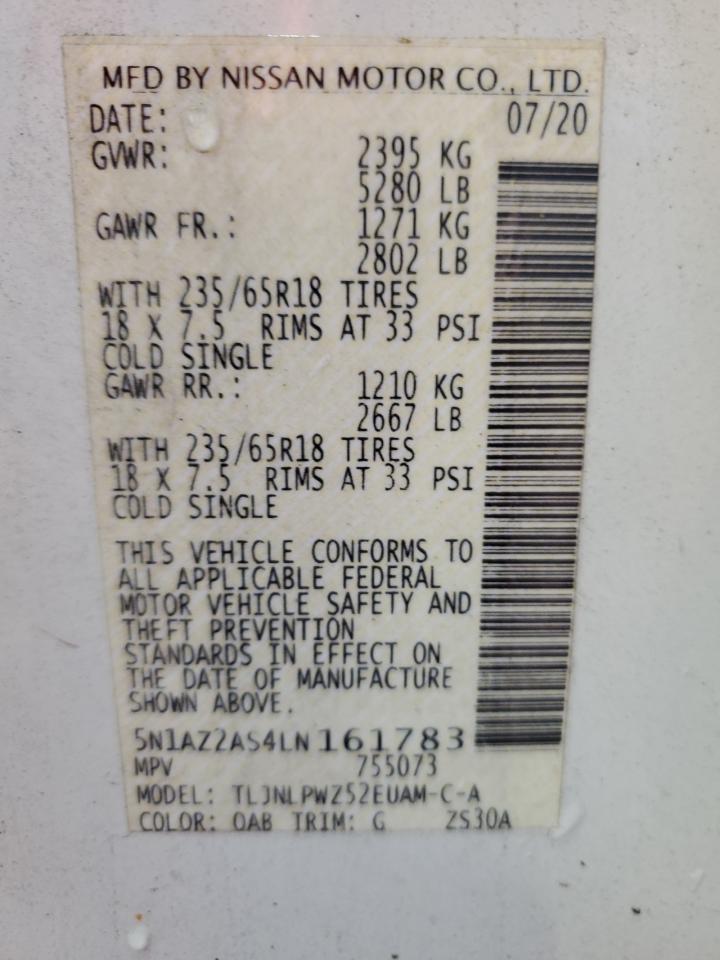 MFD BY NISSAN MOTOR CO., LTD.
DATE: 07/20
GVWR: 2395 KG
5280 LB
GAWR FR.: 1271 KG
2802 LB
WITH 235/65R18 TIRES
18 X 7.5 RIMS AT 33 PSI
COLD SINGLE
GAWR RR.: 1210 KG
2667 LB
WITH 235/65R18 TIRES
18 X 7.5 RIMS AT 33 PSI
COLD SINGLE
THIS VEHICLE CONFORMS TO
ALL APPLICABLE FEDERAL
MOTOR VEHICLE SAFETY AND
THEFT PREVENTION
STANDARDS IN EFFECT ON
THE DATE OF MANUFACTURE
SHOWN ABOVE.
5N1AZ2AS4LN161783
MPV 755073
MODEL: TLJNLPWZ52EUAM-C-A
COLOR: QAB TRIM: G ZS30A